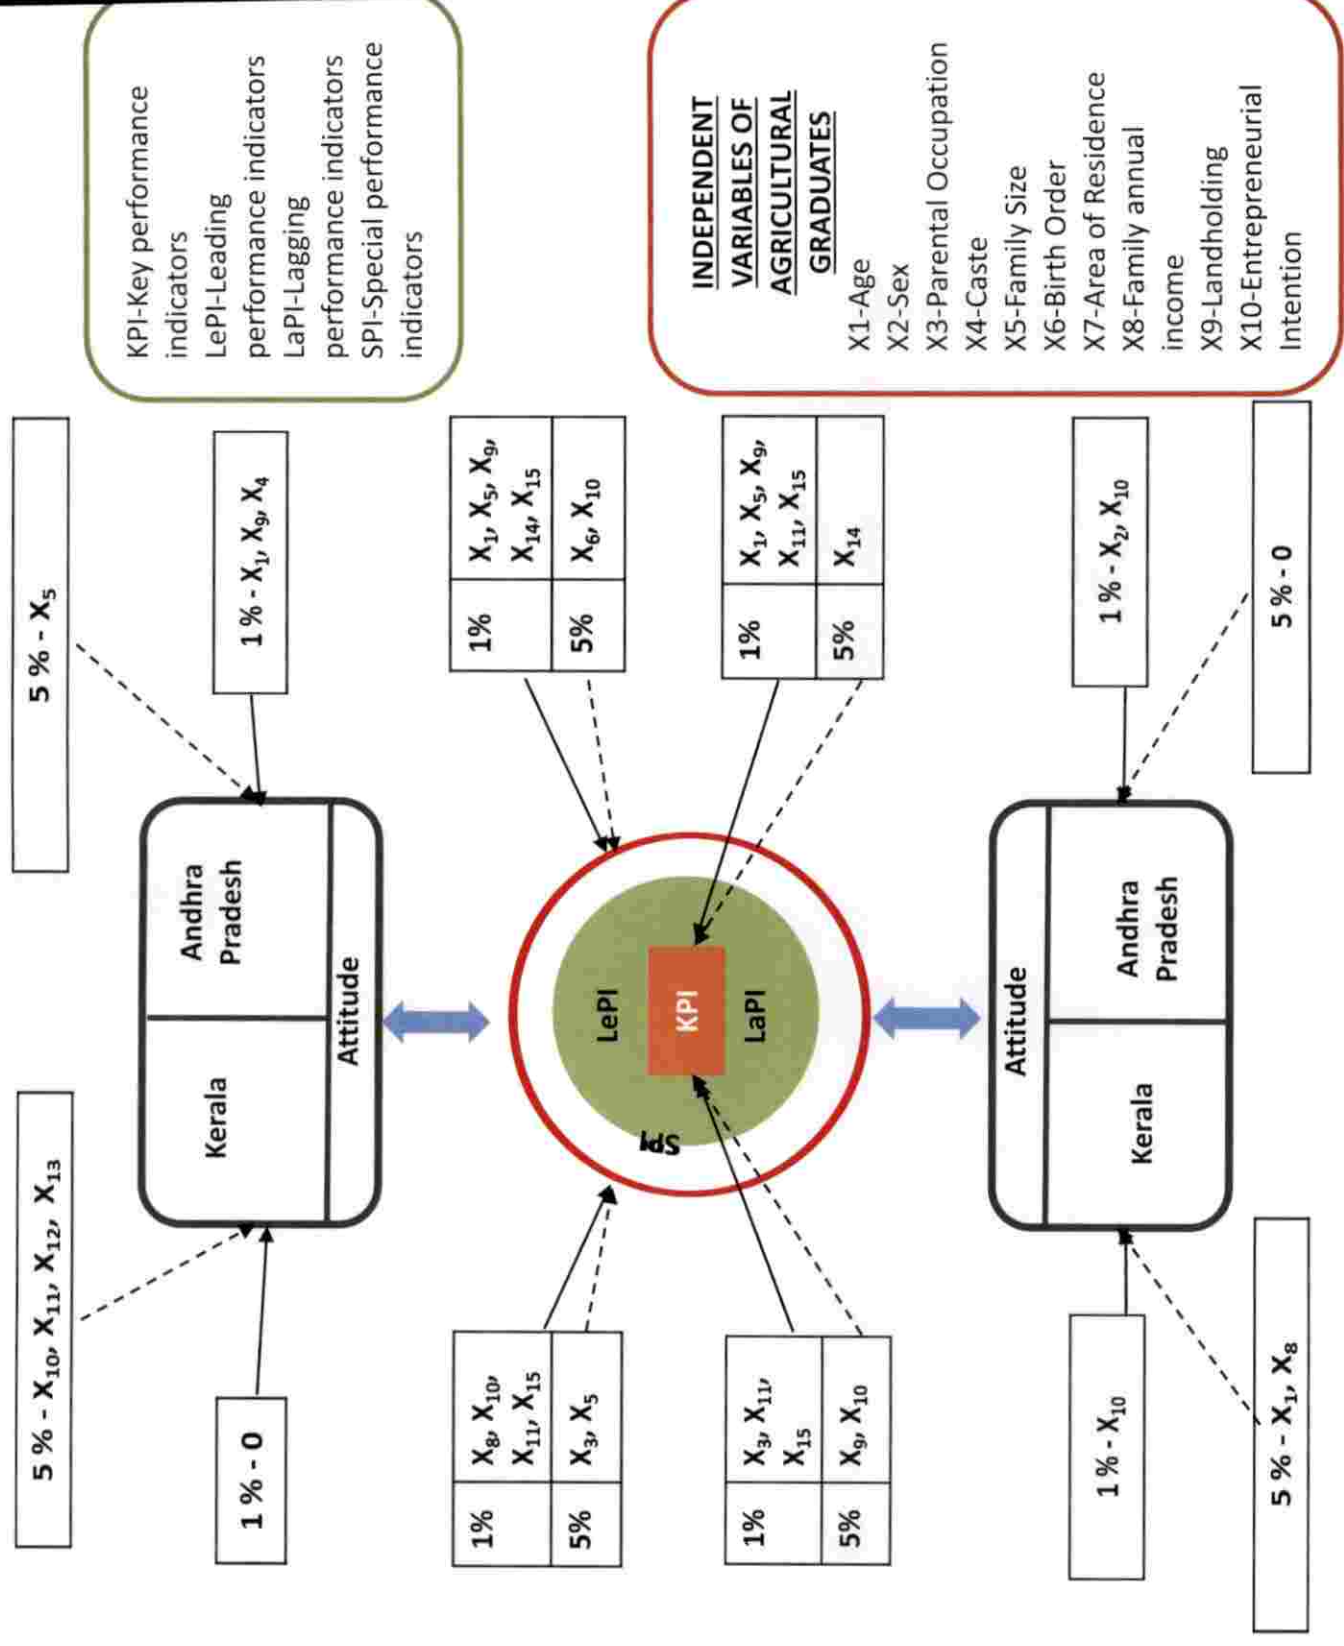 5 % - X₁₀, X₁₁, X₁₂, X₁₃
5 % - X₅
1 % - 0
1 % - X₁, X₉, X₄
Kerala
Andhra
Pradesh
Attitude
1%
X₈, X₁₀,
X₁₁, X₁₅
5%
X₃, X₅
1%
X₁, X₅, X₉,
X₁₄, X₁₅
5%
X₆, X₁₀
LePI
SPI
KPI
LaPI
1%
X₃, X₁₁,
X₁₅
5%
X₉, X₁₀
1%
X₁, X₅, X₉,
X₁₁, X₁₅
5%
X₁₄
Attitude
Kerala
Andhra
Pradesh
1 % - X₁₀
1 % - X₂, X₁₀
5 % - X₁, X₈
5 % - 0
KPI-Key performance
indicators
LePI-Leading
performance indicators
LaPI-Lagging
performance indicators
SPI-Special performance
indicators
INDEPENDENT
VARIABLES OF
AGRICULTURAL
GRADUATES
X1-Age
X2-Sex
X3-Parental Occupation
X4-Caste
X5-Family Size
X6-Birth Order
X7-Area of Residence
X8-Family annual
income
X9-Landholding
X10-Entrepreneurial
Intention